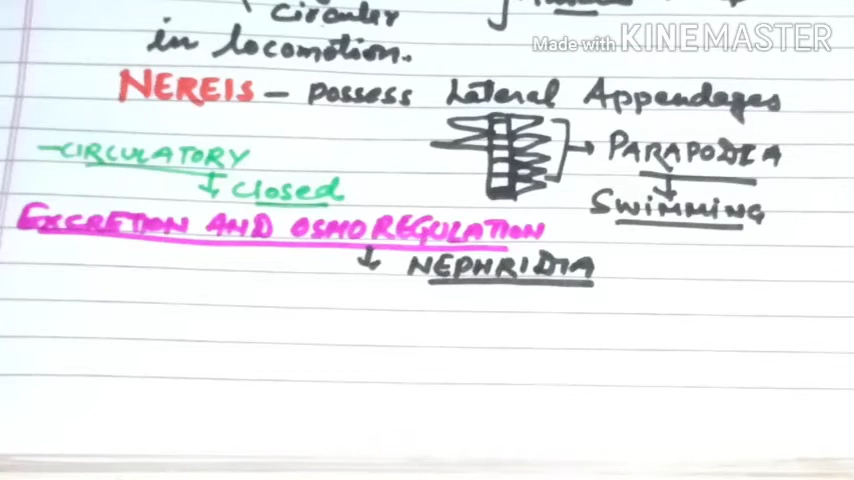 circular
in locomotion.
Made with KINEMASTER
NEREIS - Possess Lateral Appendages
PARAPODIA
SWIMMING
-CIRCULATORY
closed
EXCRETION AND OSMOREGULATION
NEPHRIDIA